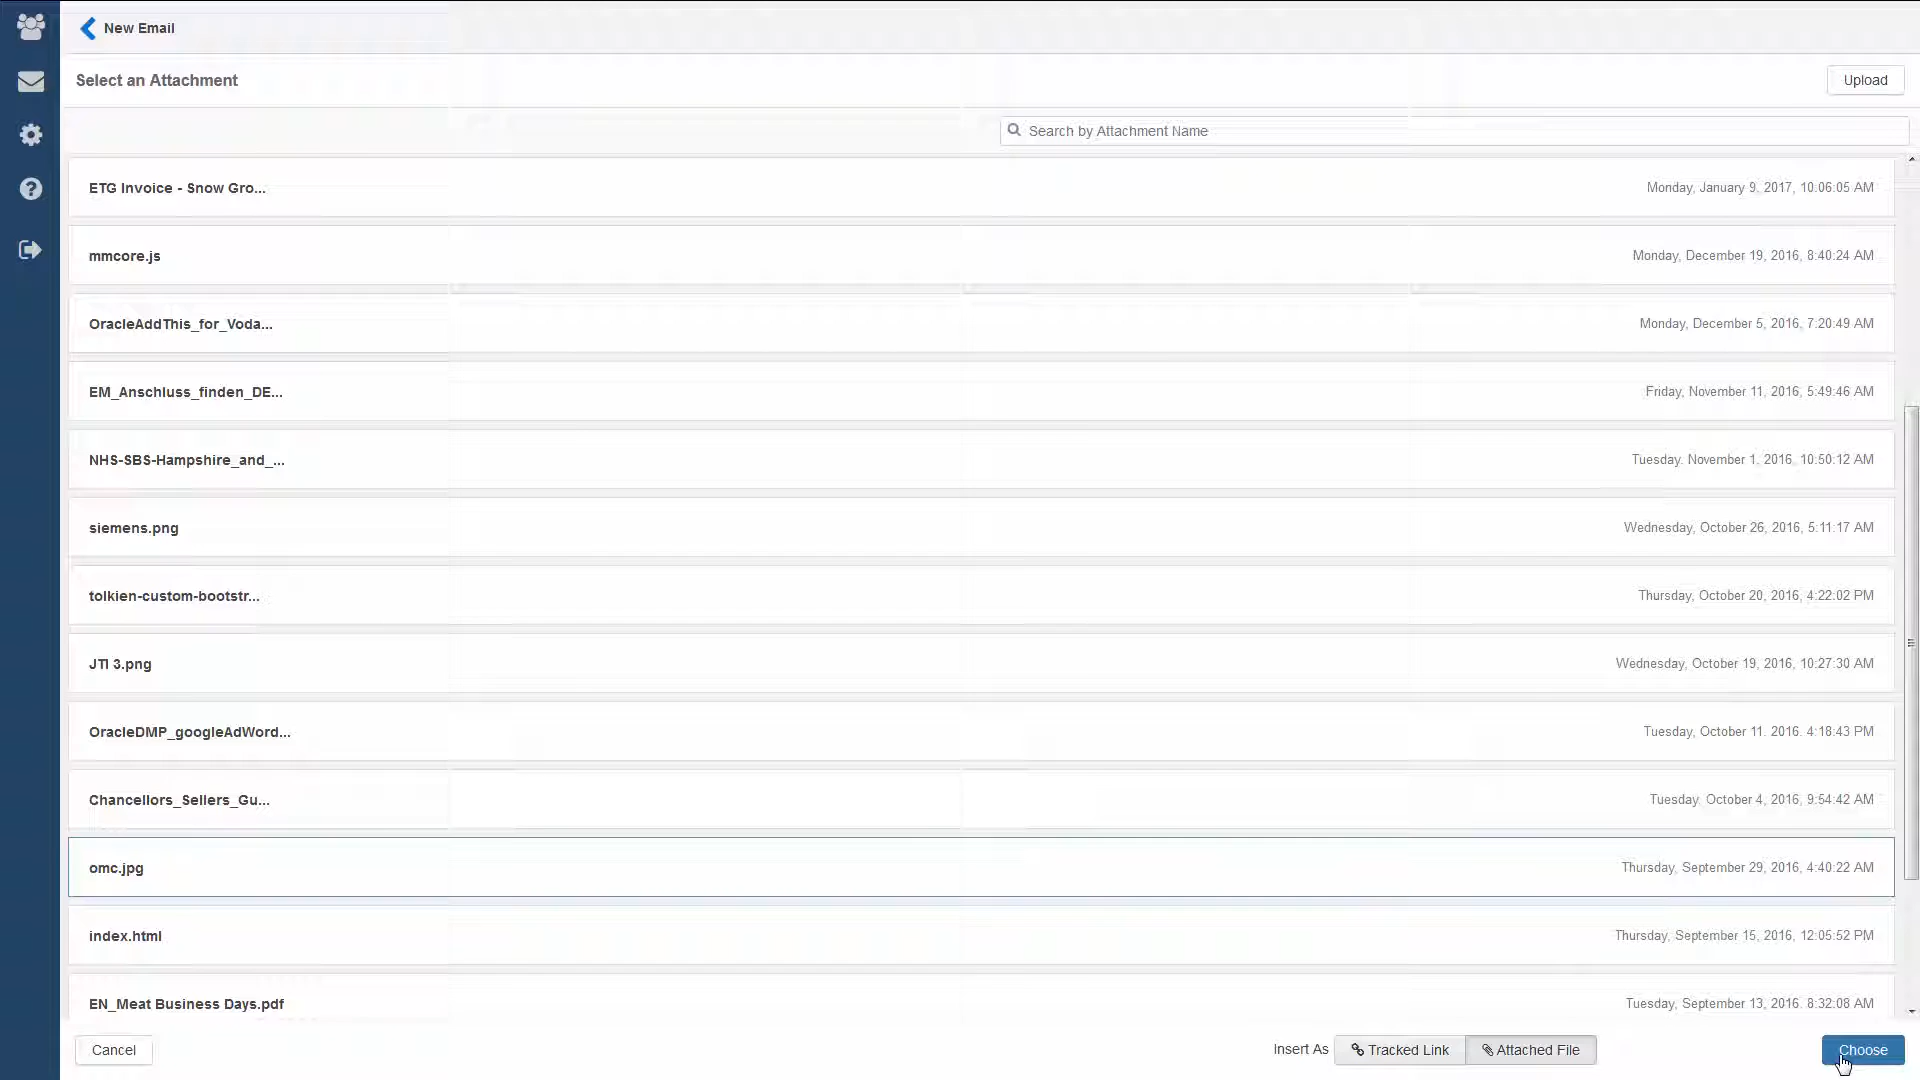 New Email
Select an Attachment
Upload
Search by Attachment Name
ETG Invoice - Snow Gro... Monday, January 9, 2017, 10:06:05 AM
mmcore.js Monday, December 19, 2016, 8:40:24 AM
OracleAddThis_for_Voda... Monday, December 5, 2016, 7:20:49 AM
EM_Anschluss_finden_DE... Friday, November 11, 2016, 5:49:46 AM
NHS-SBS-Hampshire_and_... Tuesday, November 1, 2016, 10:50:12 AM
siemens.png Wednesday, October 26, 2016, 5:11:17 AM
tolkien-custom-bootstr... Thursday, October 20, 2016, 4:22:02 PM
JTI 3.png Wednesday, October 19, 2016, 10:27:30 AM
OracleDMP_googleAdWord... Tuesday, October 11, 2016, 4:18:43 PM
Chancellors_Sellers_Gu... Tuesday, October 4, 2016, 9:54:42 AM
omc.jpg Thursday, September 29, 2016, 4:40:22 AM
index.html Thursday, September 15, 2016, 12:05:52 PM
EN_Meat Business Days.pdf Tuesday, September 13, 2016, 8:32:08 AM
Cancel Insert As Tracked Link Attached File Choose